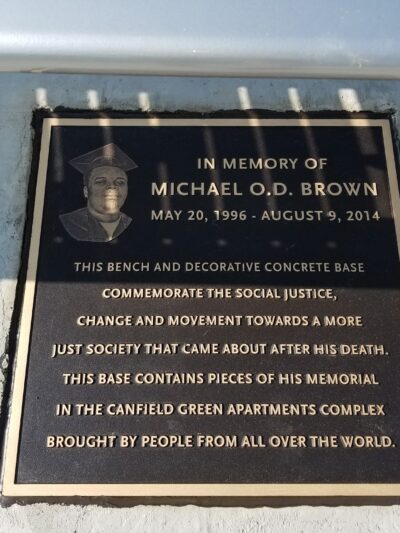 IN MEMORY OF
MICHAEL O.D. BROWN
MAY 20, 1996 - AUGUST 9, 2014
THIS BENCH AND DECORATIVE CONCRETE BASE
COMMEMORATE THE SOCIAL JUSTICE,
CHANGE AND MOVEMENT TOWARDS A MORE
JUST SOCIETY THAT CAME ABOUT AFTER HIS DEATH.
THIS BASE CONTAINS PIECES OF HIS MEMORIAL
IN THE CANFIELD GREEN APARTMENTS COMPLEX
BROUGHT BY PEOPLE FROM ALL OVER THE WORLD.